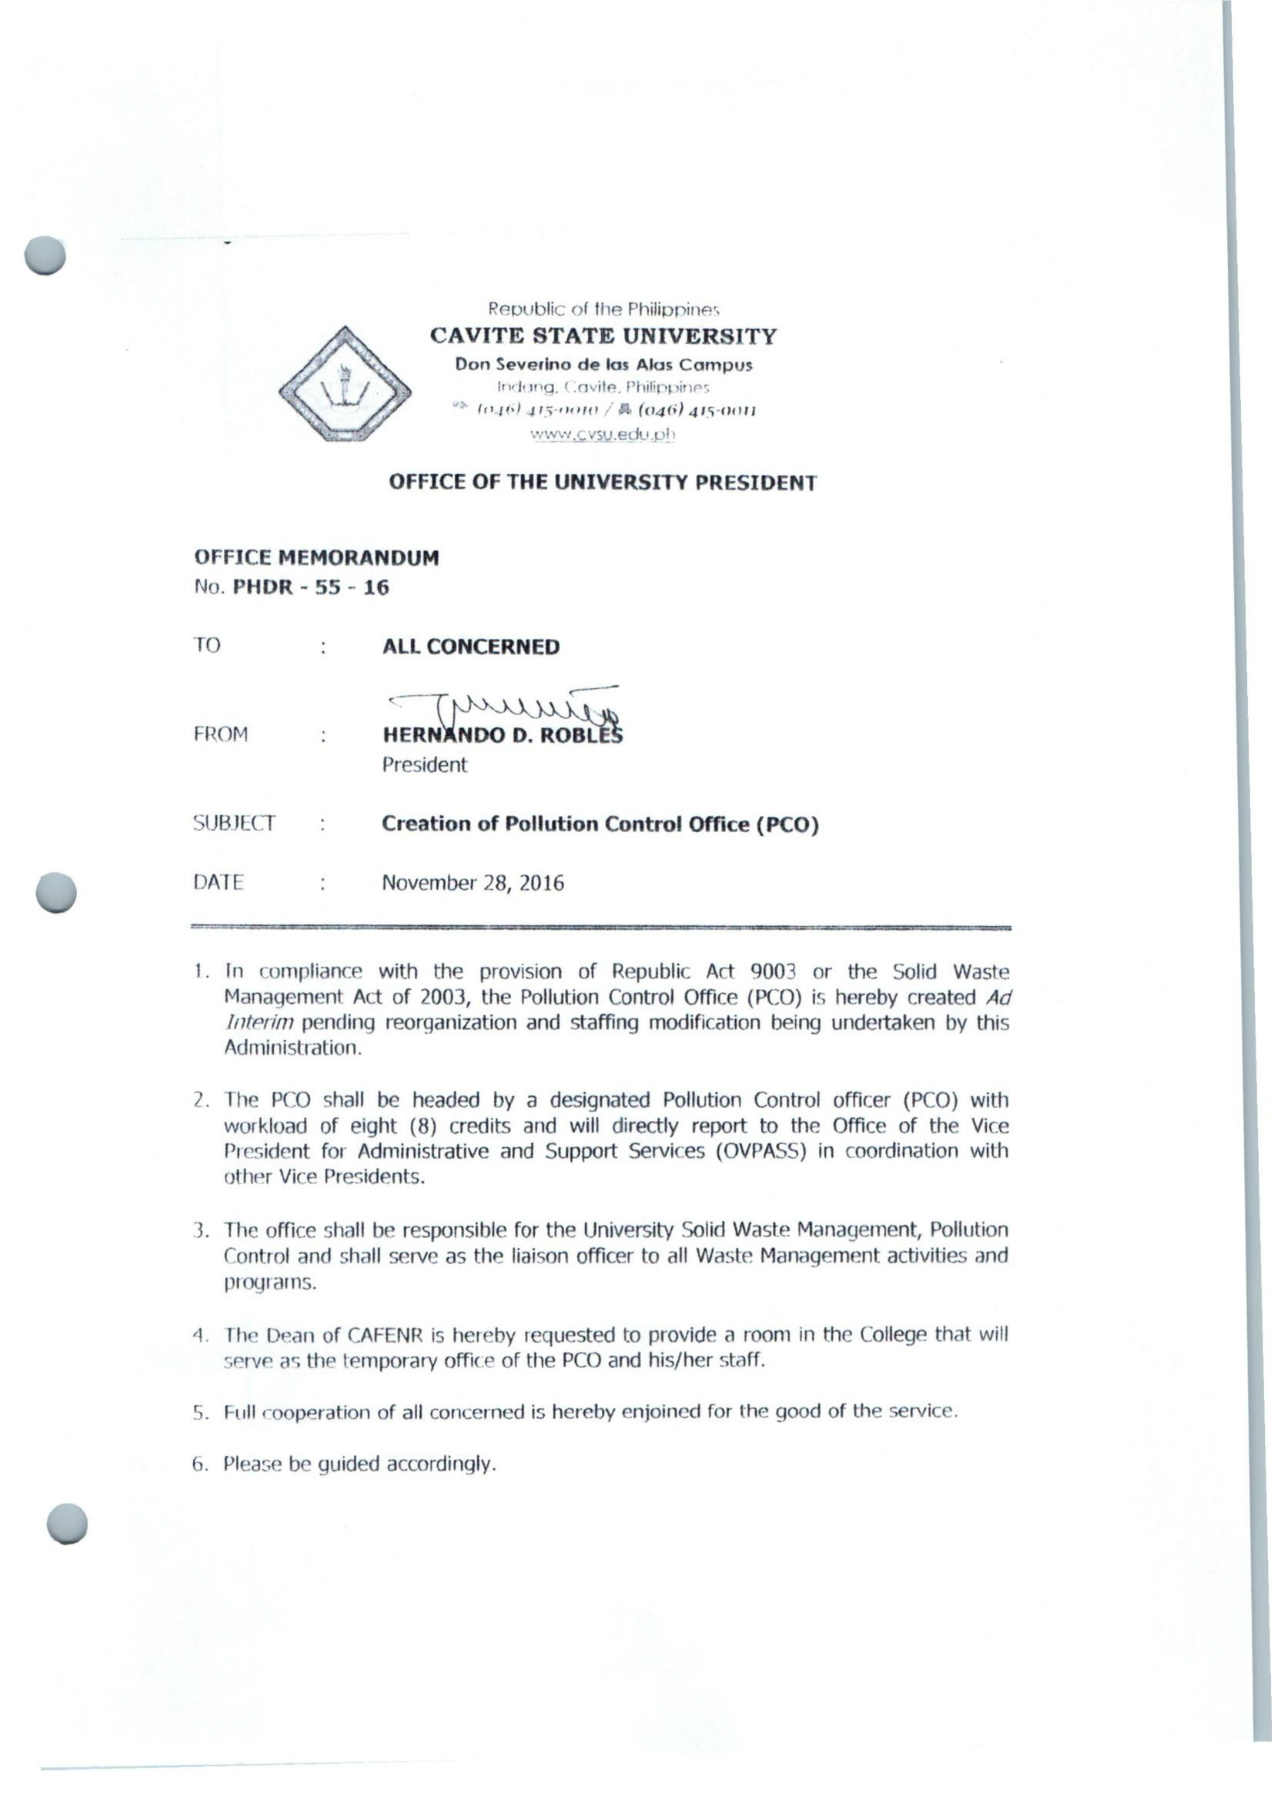 Republic of the Philippines
CAVITE STATE UNIVERSITY
Don Severino de las Alas Campus
Indang, Cavite, Philippines
(046) 415-0010 / (046) 415-0011
www.cvsu.edu.ph
OFFICE OF THE UNIVERSITY PRESIDENT
OFFICE MEMORANDUM
No. PHDR - 55 - 16
TO : ALL CONCERNED
FROM : HERNANDO D. ROBLES
President
SUBJECT : Creation of Pollution Control Office (PCO)
DATE : November 28, 2016
1. In compliance with the provision of Republic Act 9003 or the Solid Waste
Management Act of 2003, the Pollution Control Office (PCO) is hereby created Ad
Interim pending reorganization and staffing modification being undertaken by this
Administration.
2. The PCO shall be headed by a designated Pollution Control officer (PCO) with
workload of eight (8) credits and will directly report to the Office of the Vice
President for Administrative and Support Services (OVPASS) in coordination with
other Vice Presidents.
3. The office shall be responsible for the University Solid Waste Management, Pollution
Control and shall serve as the liaison officer to all Waste Management activities and
programs.
4. The Dean of CAFENR is hereby requested to provide a room in the College that will
serve as the temporary office of the PCO and his/her staff.
5. Full cooperation of all concerned is hereby enjoined for the good of the service.
6. Please be guided accordingly.